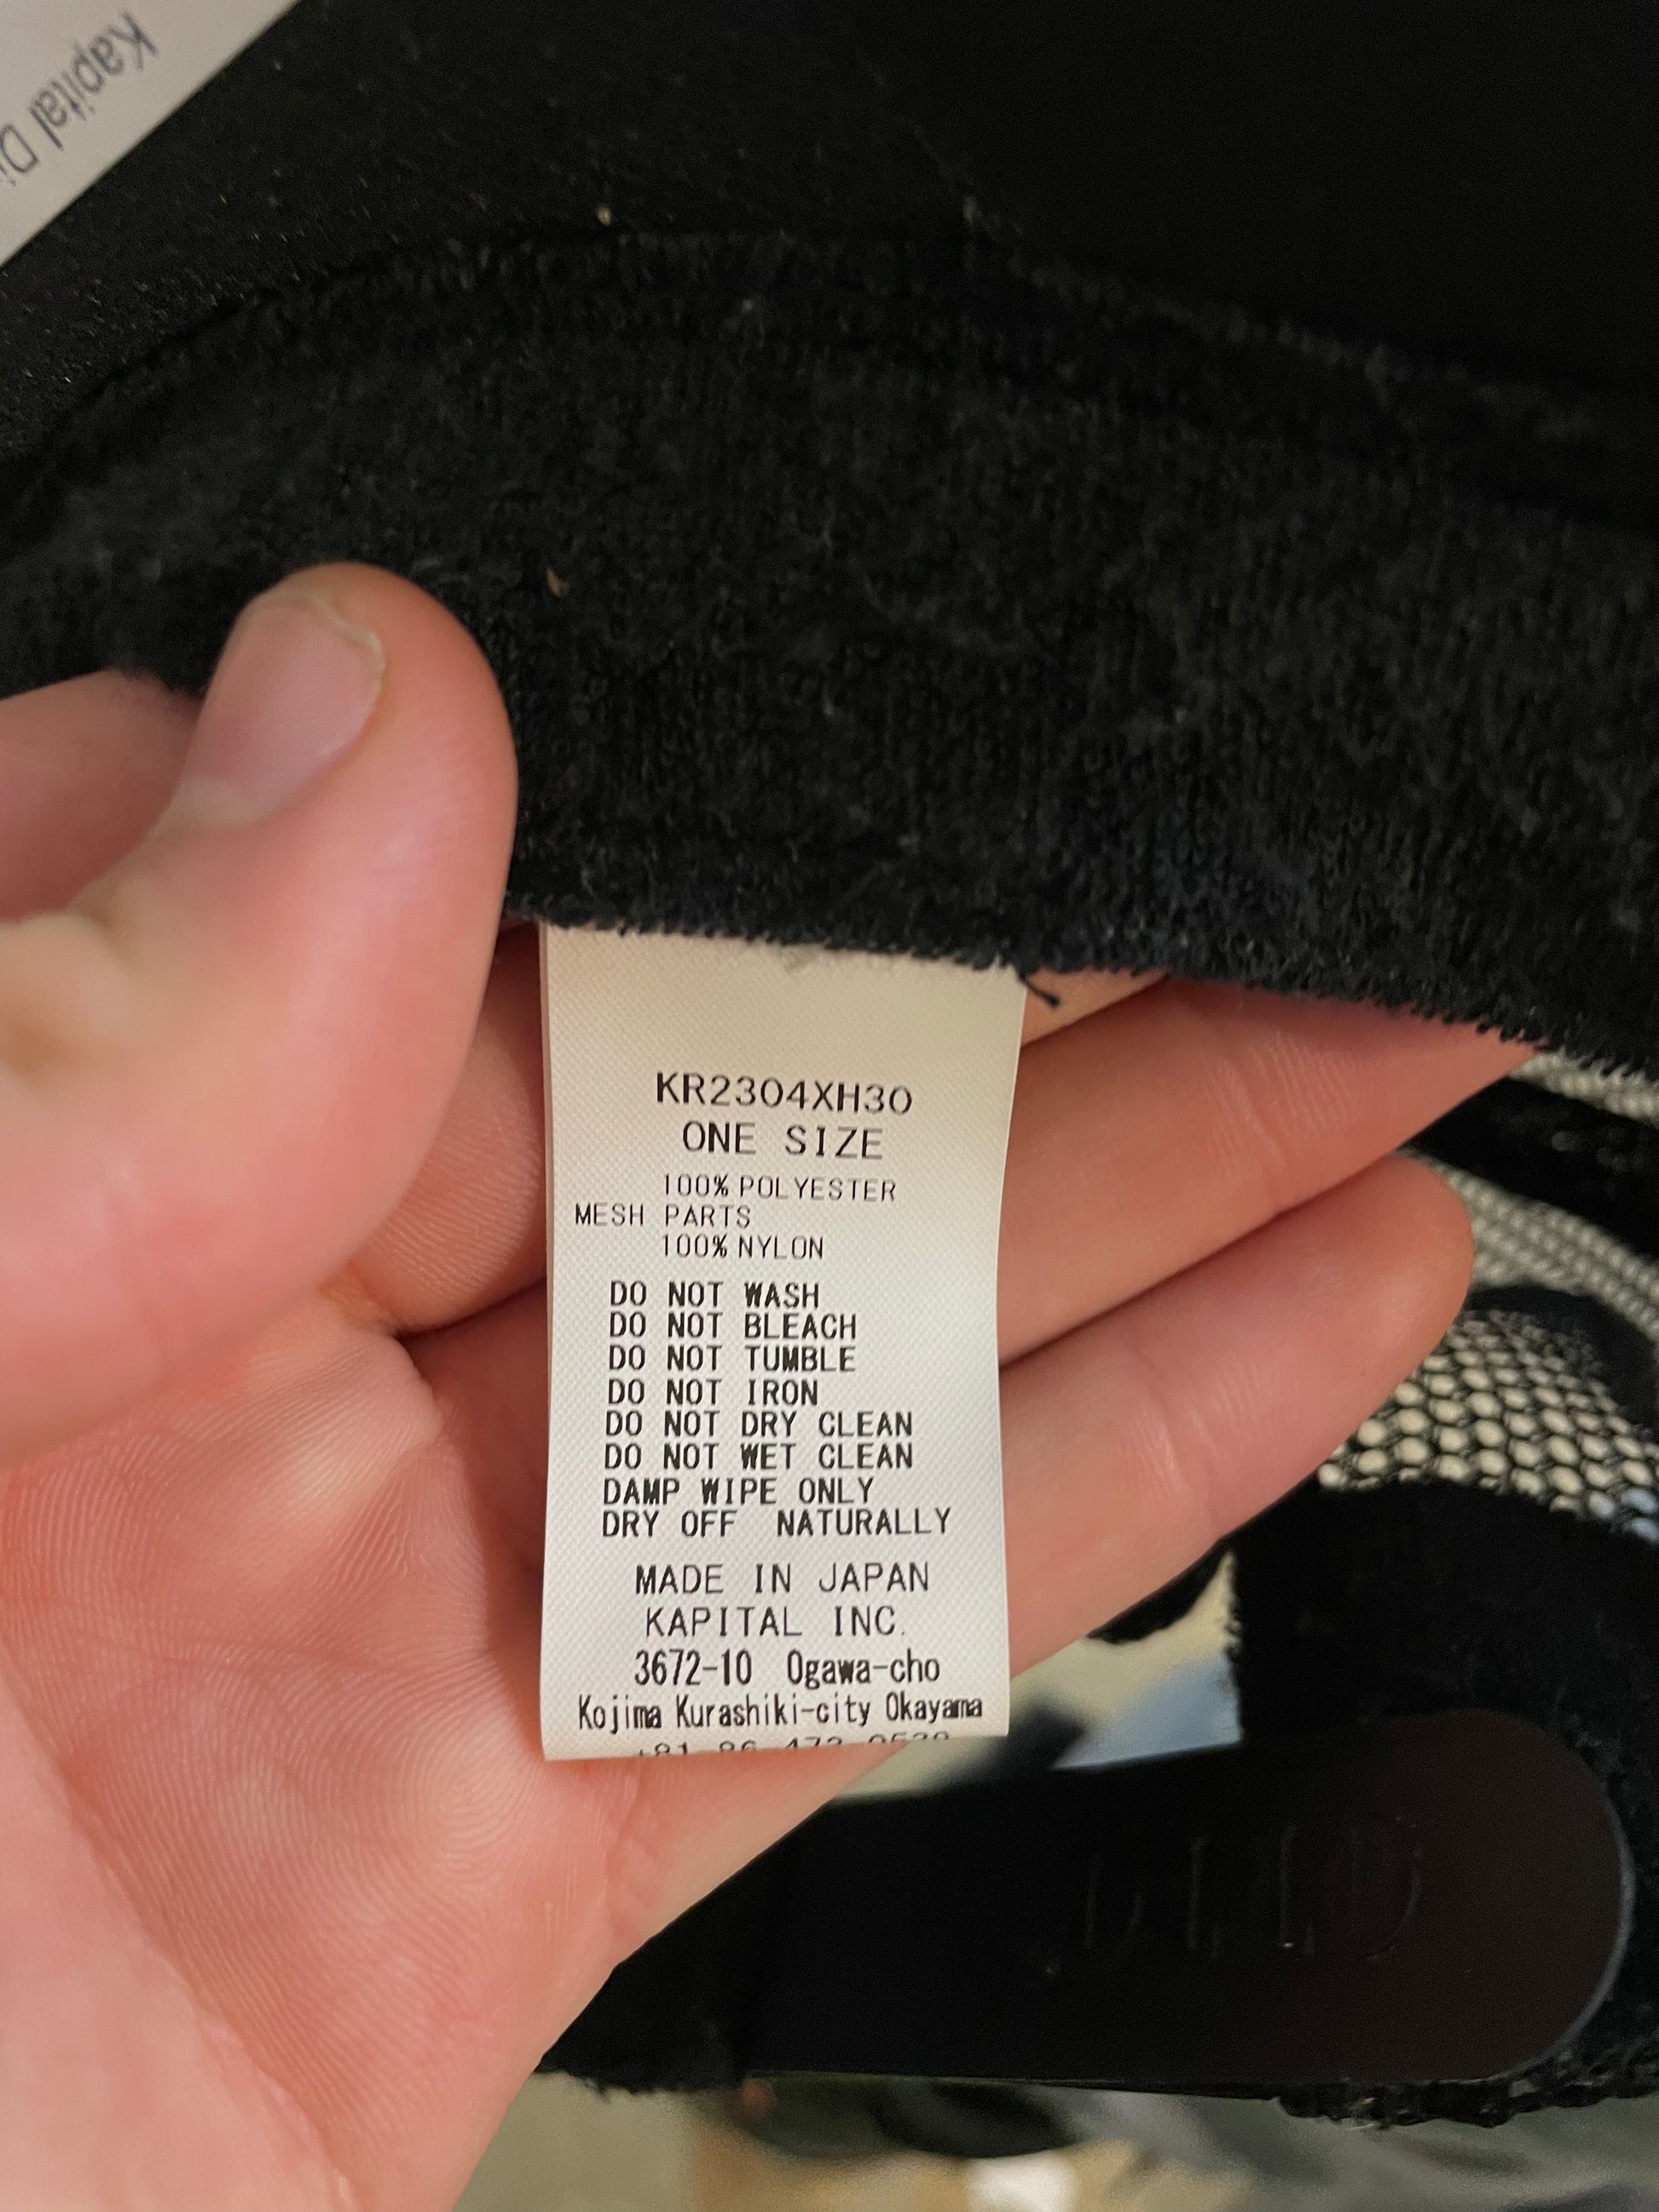 Kapital
KR2304XH30
ONE SIZE
100% POLYESTER
MESH PARTS
100% NYLON
DO NOT WASH
DO NOT BLEACH
DO NOT TUMBLE
DO NOT IRON
DO NOT DRY CLEAN
DO NOT WET CLEAN
DAMP WIPE ONLY
DRY OFF NATURALLY
MADE IN JAPAN
KAPITAL INC.
3672-10 Ogawa-cho
Kojima Kurashiki-city Okayama